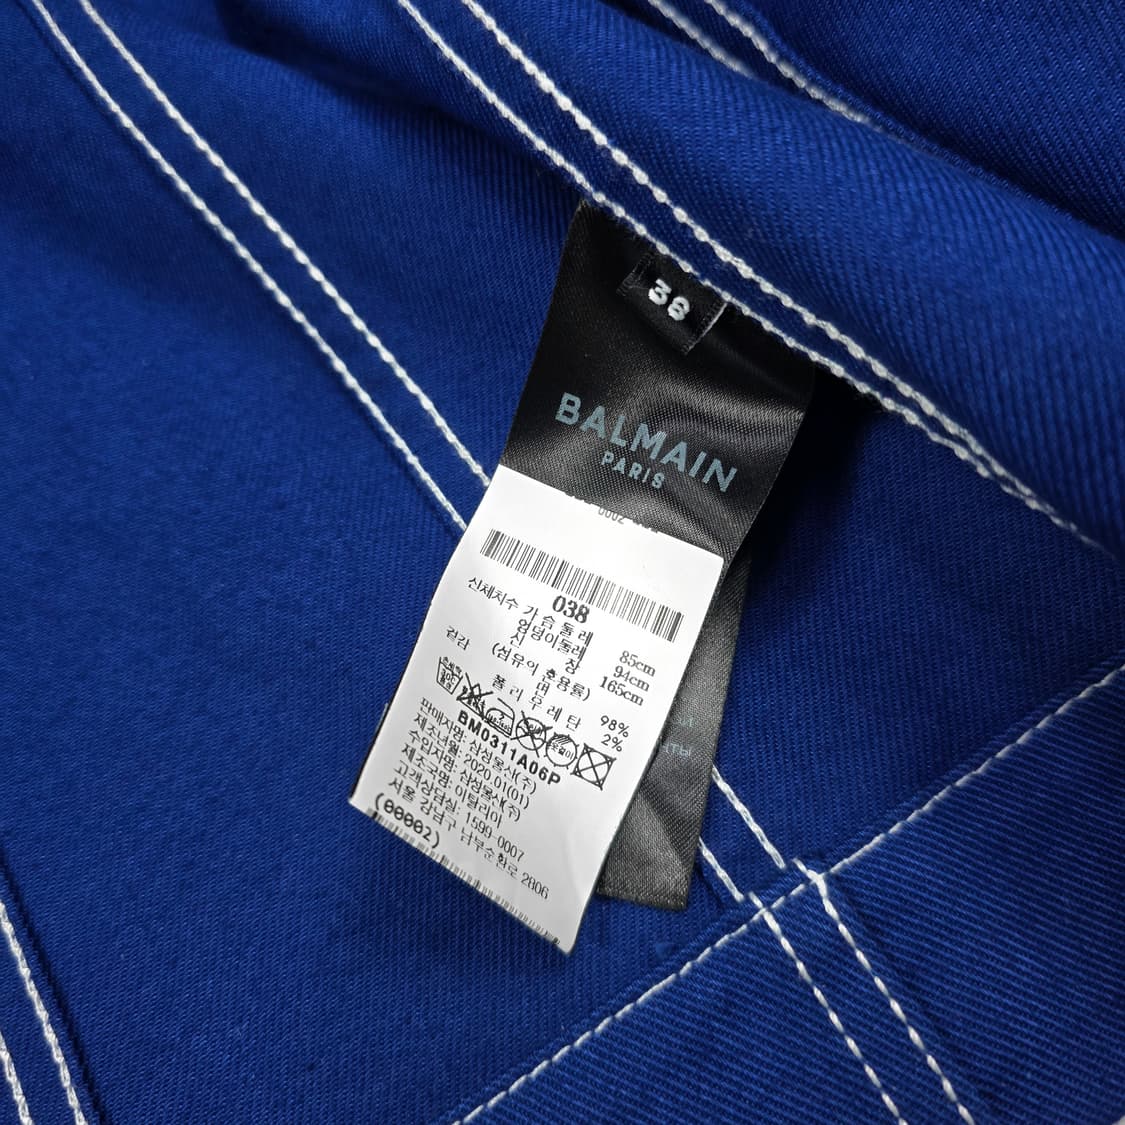 38
BALMAIN
PARIS
0002
038
신체치수 가 슴 둘 레 85cm
엉덩이둘레 94cm
신 장 165cm
겉감 (섬유의 혼용률)
면 98%
폴 리 우 레 탄 2%
BM0311A06P
판매자명: 삼성물산(주)
제조년월: 2020.01(01)
수입자명: 삼성물산(주)
제조국명: 이탈리아
고객상담실: 1599-0007
서울 강남구 남부순환로 2806
(00002)